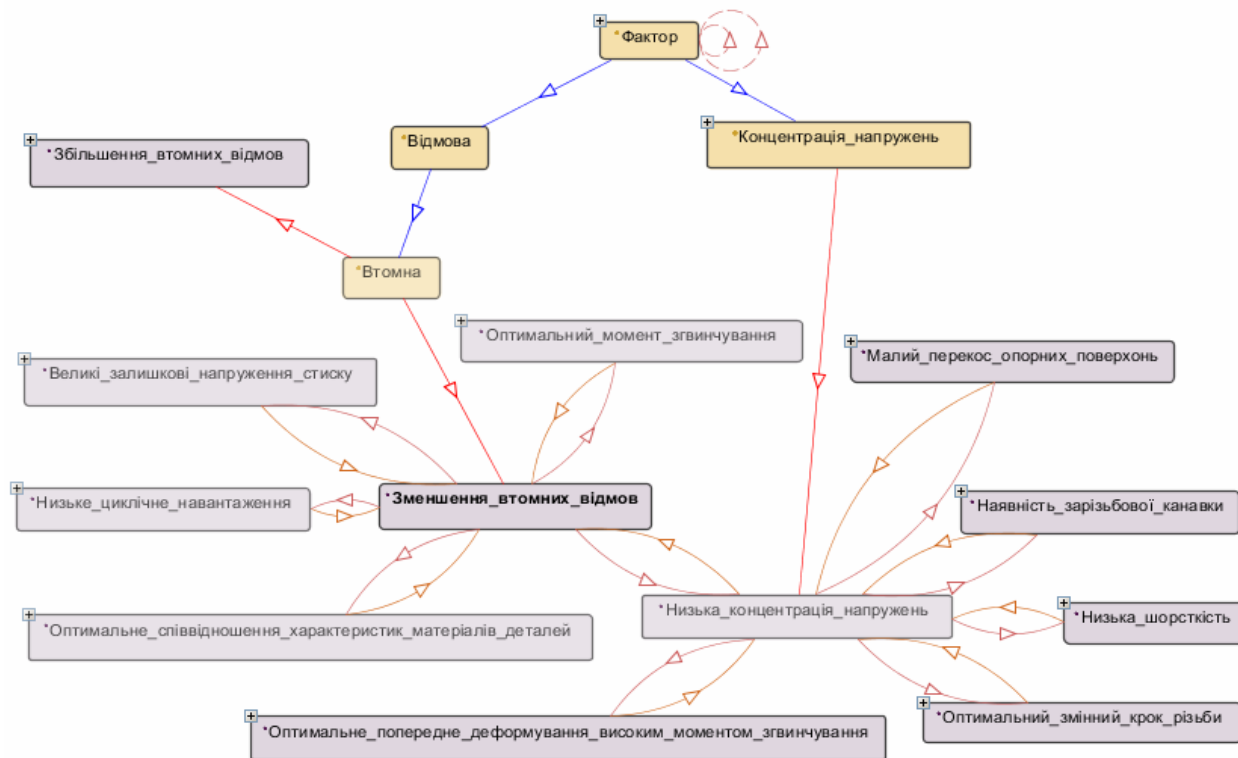 Фактор
Відмова
Концентрація_напружень
Збільшення_втомних_відмов
Втомна
Оптимальний_момент_згвинчування
Малий_перекос_опорних_поверхонь
Великі_залишкові_напруження_стиску
Низьке_циклічне_навантаження
Зменшення_втомних_відмов
Наявність_зарізьбової_канавки
Низька_концентрація_напружень
Низька_шорсткість
Оптимальне_співвідношення_характеристик_матеріалів_деталей
Оптимальний_змінний_крок_різьби
Оптимальне_попереднє_деформування_високим_моментом_згвинчування